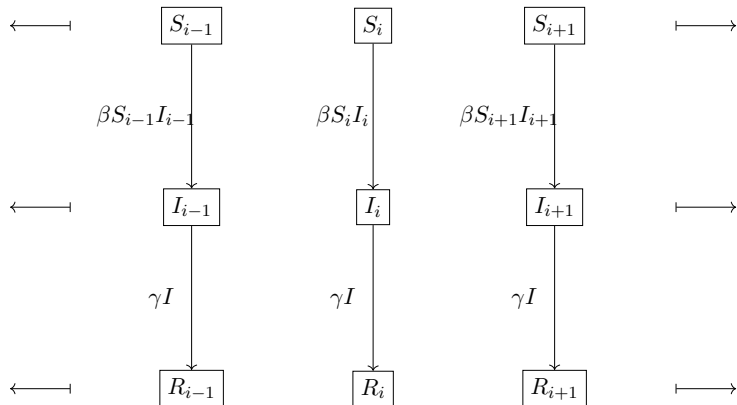 S_{i−1} S_i S_{i+1}
βS_{i−1}I_{i−1} βS_iI_i βS_{i+1}I_{i+1}
I_{i−1} I_i I_{i+1}
γI γI γI
R_{i−1} R_i R_{i+1}